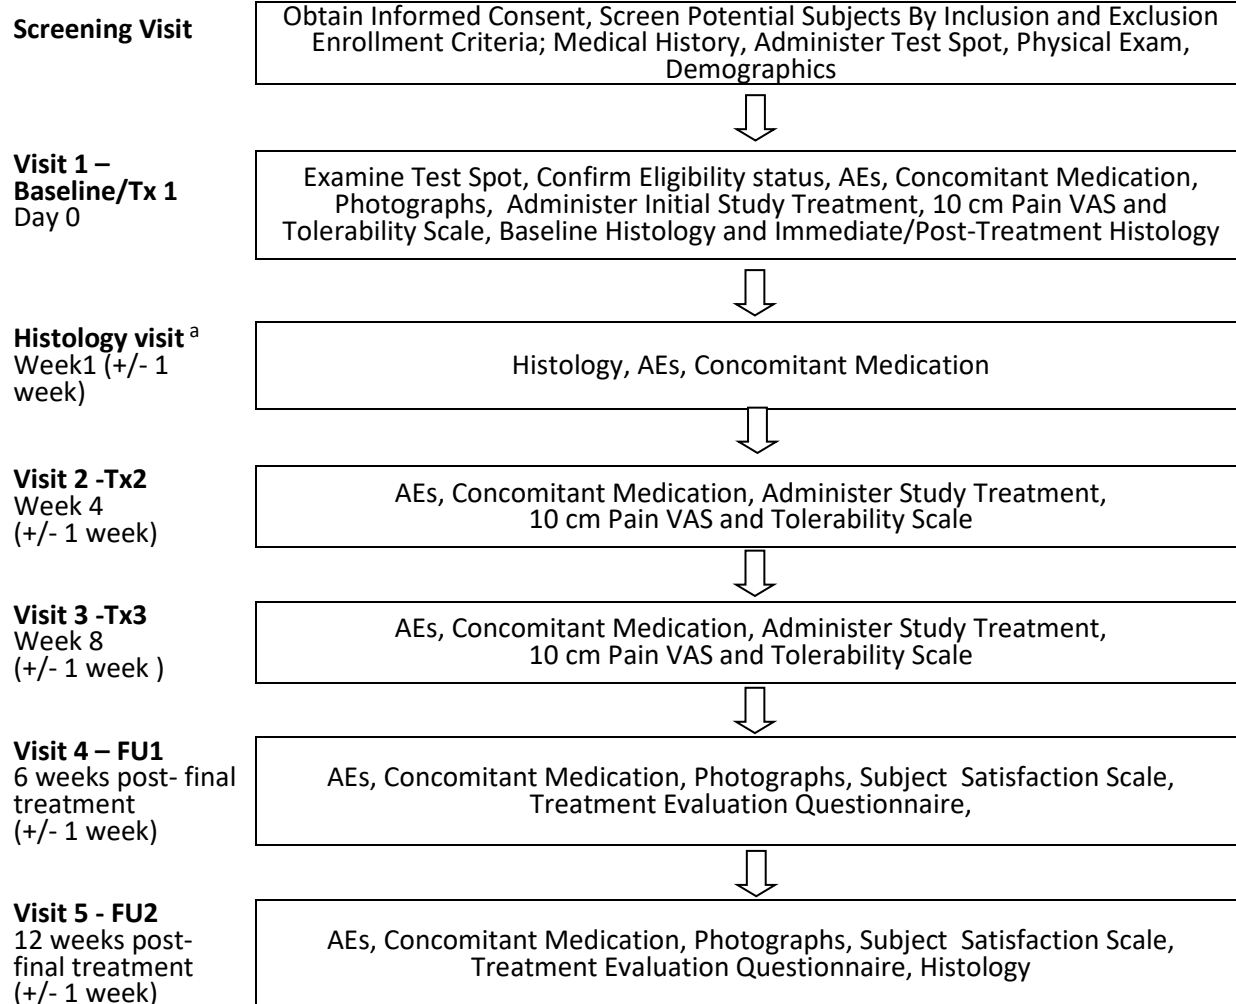 Screening Visit
Obtain Informed Consent, Screen Potential Subjects By Inclusion and Exclusion
Enrollment Criteria; Medical History, Administer Test Spot, Physical Exam,
Demographics
Visit 1 –
Baseline/Tx 1
Day 0
Examine Test Spot, Confirm Eligibility status, AEs, Concomitant Medication,
Photographs,  Administer Initial Study Treatment, 10 cm Pain VAS and
Tolerability Scale, Baseline Histology and Immediate/Post-Treatment Histology
Histology visit a
Week1 (+/- 1
week)
Histology, AEs, Concomitant Medication
Visit 2 -Tx2
Week 4
(+/- 1 week)
AEs, Concomitant Medication, Administer Study Treatment,
10 cm Pain VAS and Tolerability Scale
Visit 3 -Tx3
Week 8
(+/- 1 week )
AEs, Concomitant Medication, Administer Study Treatment,
10 cm Pain VAS and Tolerability Scale
Visit 4 – FU1
6 weeks post- final
treatment
(+/- 1 week)
AEs, Concomitant Medication, Photographs, Subject  Satisfaction Scale,
Treatment Evaluation Questionnaire,
Visit 5 - FU2
12 weeks post-
final treatment
(+/- 1 week)
AEs, Concomitant Medication, Photographs, Subject  Satisfaction Scale,
Treatment Evaluation Questionnaire, Histology